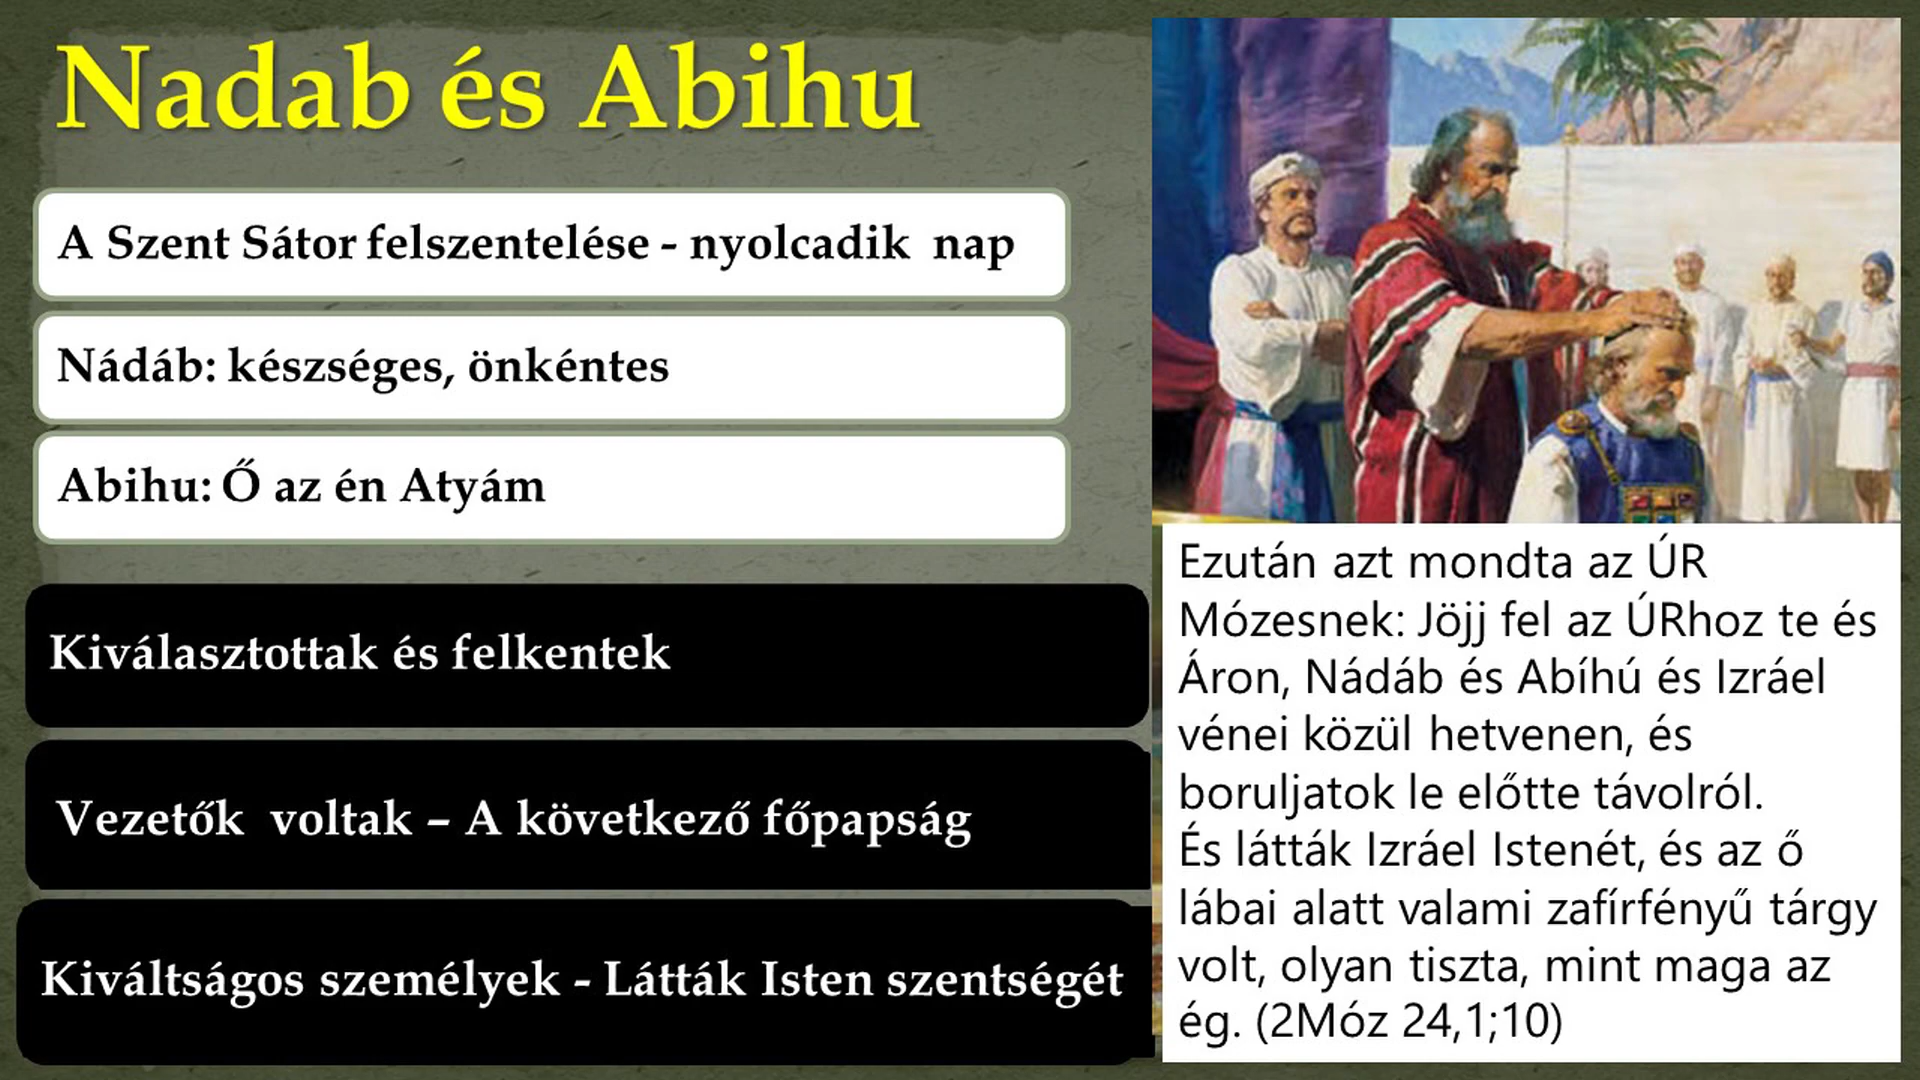 Nadab és Abihu
A Szent Sátor felszentelése - nyolcadik nap
Nádáb: készséges, önkéntes
Abihu: Ő az én Atyám
Kiválasztottak és felkentek
Vezetők voltak – A következő főpapság
Kiváltságos személyek - Látták Isten szentségét
Ezután azt mondta az ÚR
Mózesnek: Jöjj fel az ÚRhoz te és
Áron, Nádáb és Abíhú és Izráel
vénei közül hetvenen, és
boruljatok le előtte távolról.
És látták Izráel Istenét, és az ő
lábai alatt valami zafírfényű tárgy
volt, olyan tiszta, mint maga az
ég. (2Móz 24,1;10)